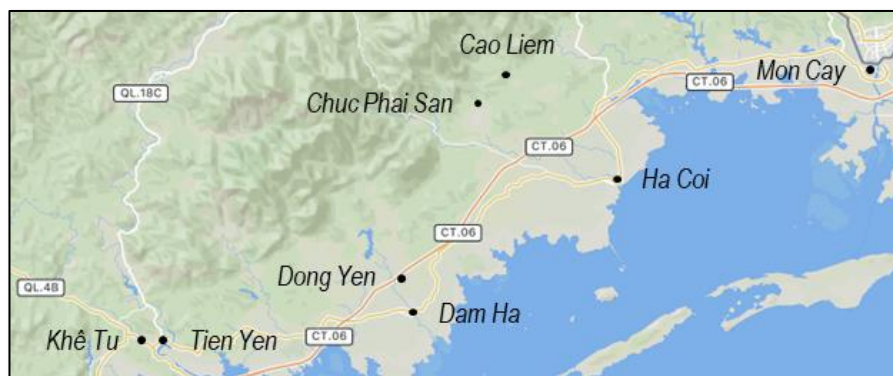 Cao Liem
Mon Cay
QL.18C
CT.06
Chuc Phai San
CT.06
Ha Coi
CT.06
Dong Yen
QL.4B
Dam Ha
Khê Tu
Tien Yen
CT.06